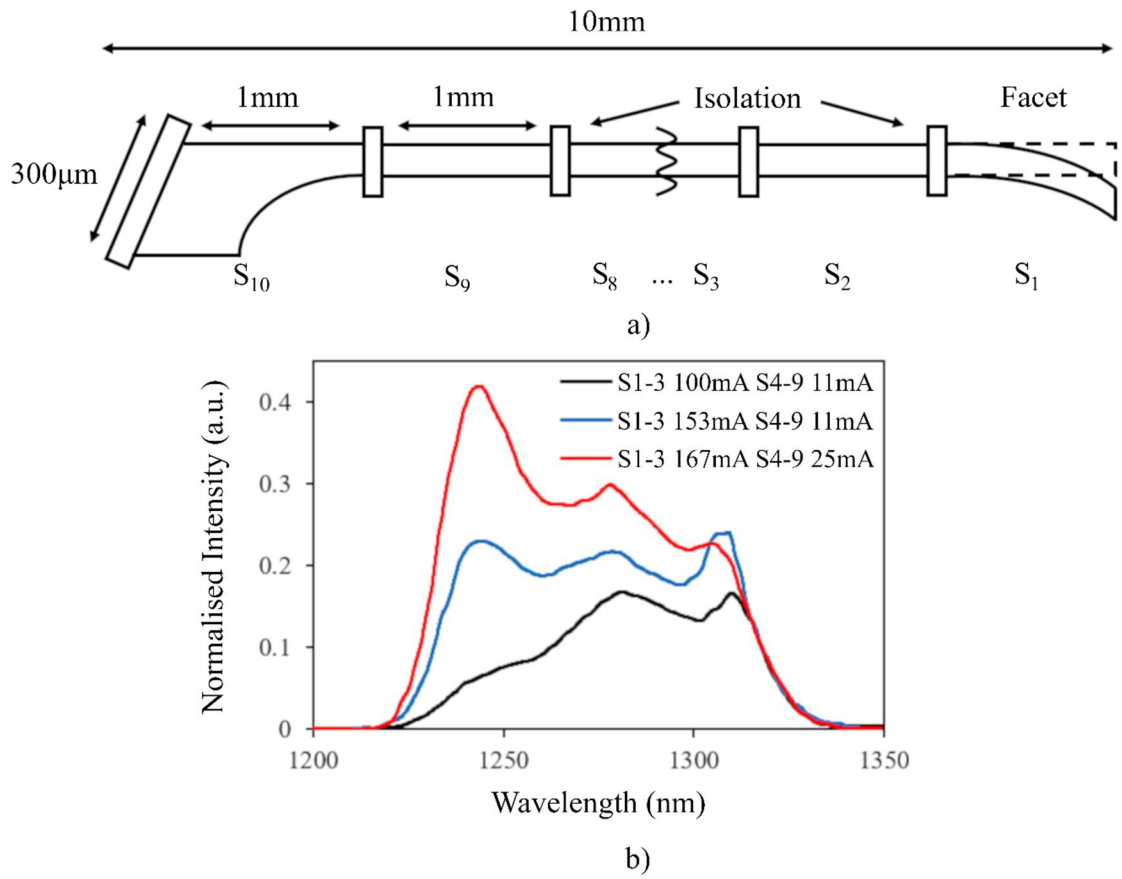 10mm
1mm 1mm Isolation Facet
300μm
S10 S9 S8 ... S3 S2 S1
a)
S1-3 100mA S4-9 11mA
S1-3 153mA S4-9 11mA
S1-3 167mA S4-9 25mA
Normalised Intensity (a.u.)
0.4
0.3
0.2
0.1
0
1200 1250 1300 1350
Wavelength (nm)
b)